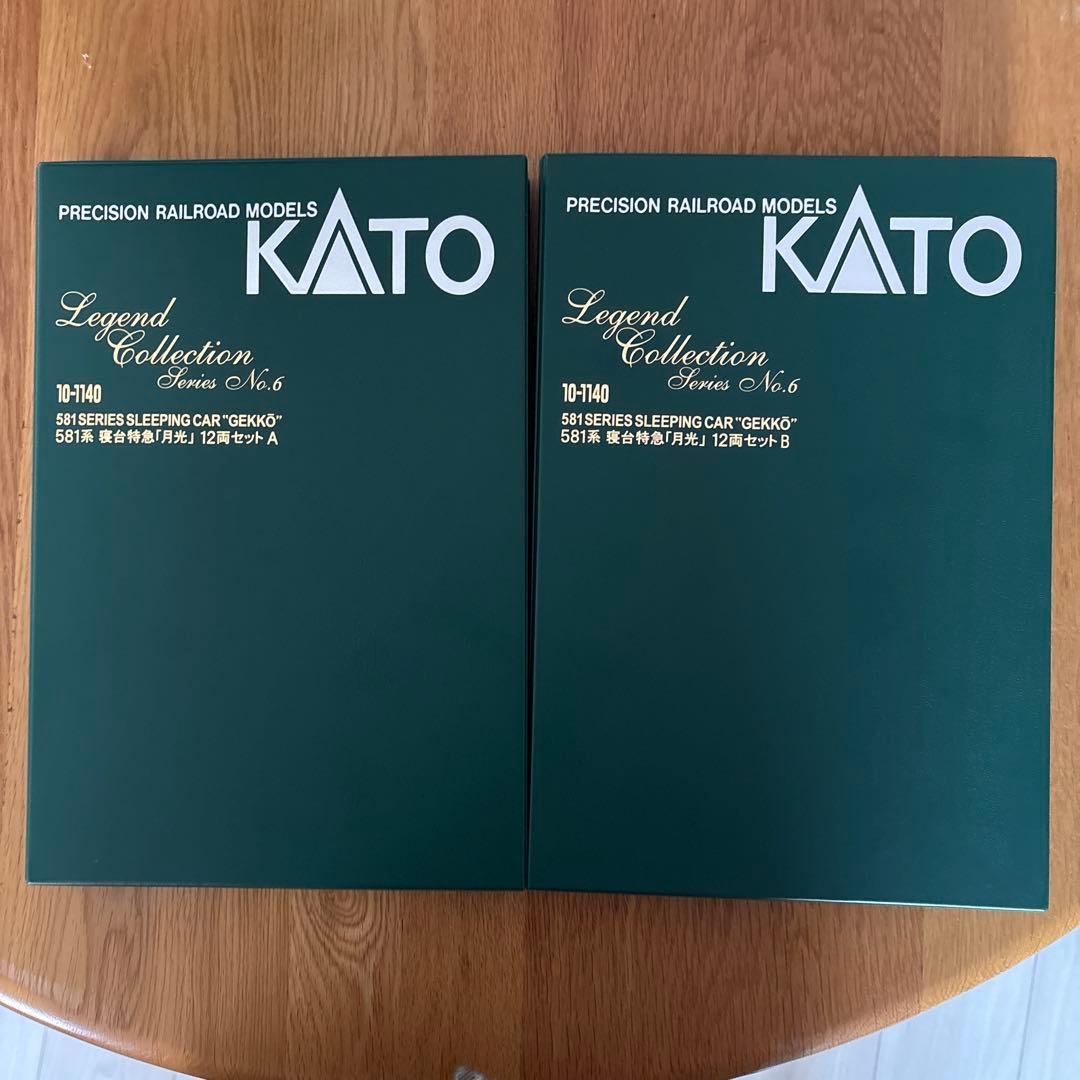 PRECISION RAILROAD MODELS
KATO
Legend
Collection
Series No.6
10-1140
581 SERIES SLEEPING CAR "GEKKŌ"
581系 寝台特急「月光」 12両セット A
PRECISION RAILROAD MODELS
KATO
Legend
Collection
Series No.6
10-1140
581 SERIES SLEEPING CAR "GEKKŌ"
581系 寝台特急「月光」 12両セット B